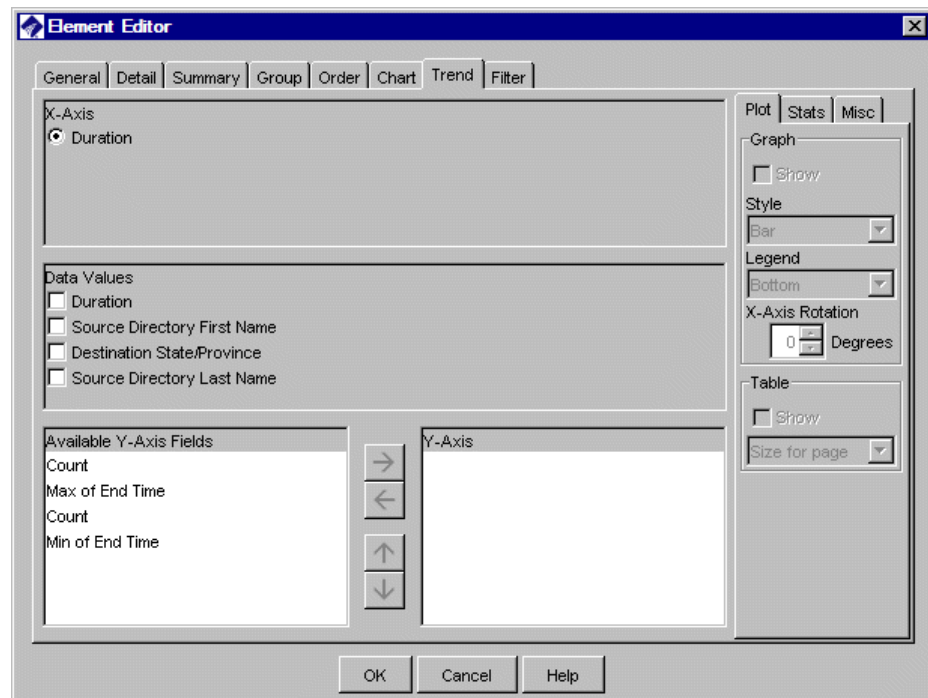 Element Editor
General Detail Summary Group Order Chart Trend Filter
X-Axis
Duration
Data Values
Duration
Source Directory First Name
Destination State/Province
Source Directory Last Name
Available Y-Axis Fields
Count
Max of End Time
Count
Min of End Time
Y-Axis
Plot Stats Misc
Graph
Show
Style
Bar
Legend
Bottom
X-Axis Rotation
0 Degrees
Table
Show
Size for page
OK Cancel Help